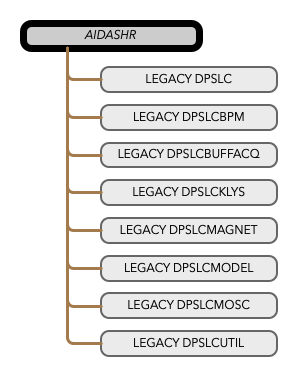 AIDASHR
LEGACY DPSLC
LEGACY DPSLCBPM
LEGACY DPSLCBUFFACQ
LEGACY DPSLCKLYS
LEGACY DPSLCMAGNET
LEGACY DPSLCMODEL
LEGACY DPSLCMOSC
LEGACY DPSLCUTIL